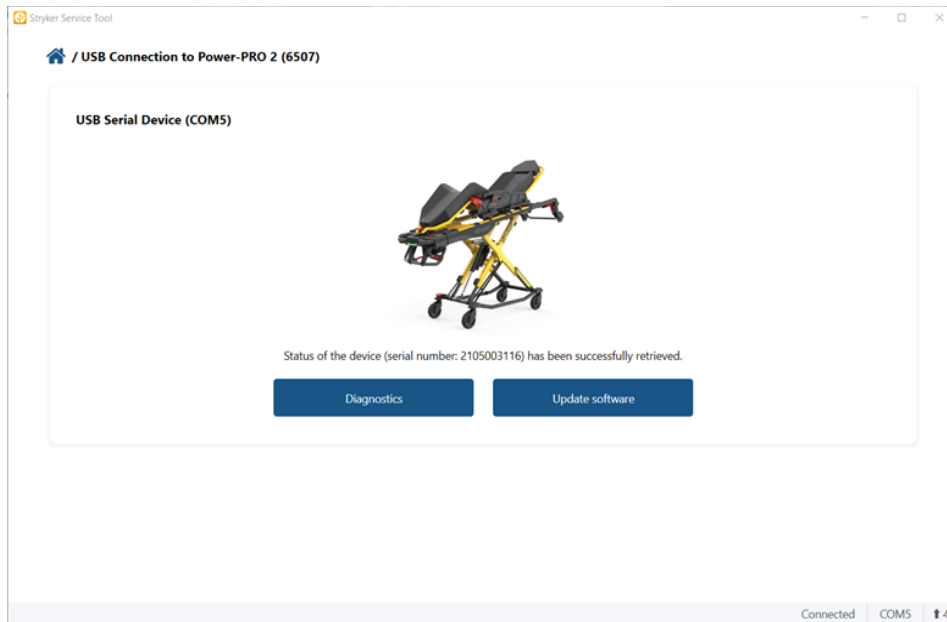 Stryker Service Tool
/ USB Connection to Power-PRO 2 (6507)
USB Serial Device (COM5)
Status of the device (serial number: 2105003116) has been successfully retrieved.
Diagnostics Update software
Connected COM5 4